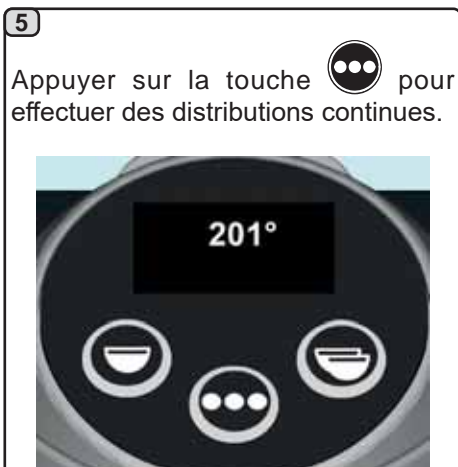 5
Appuyer sur la touche pour
effectuer des distributions continues.
201°